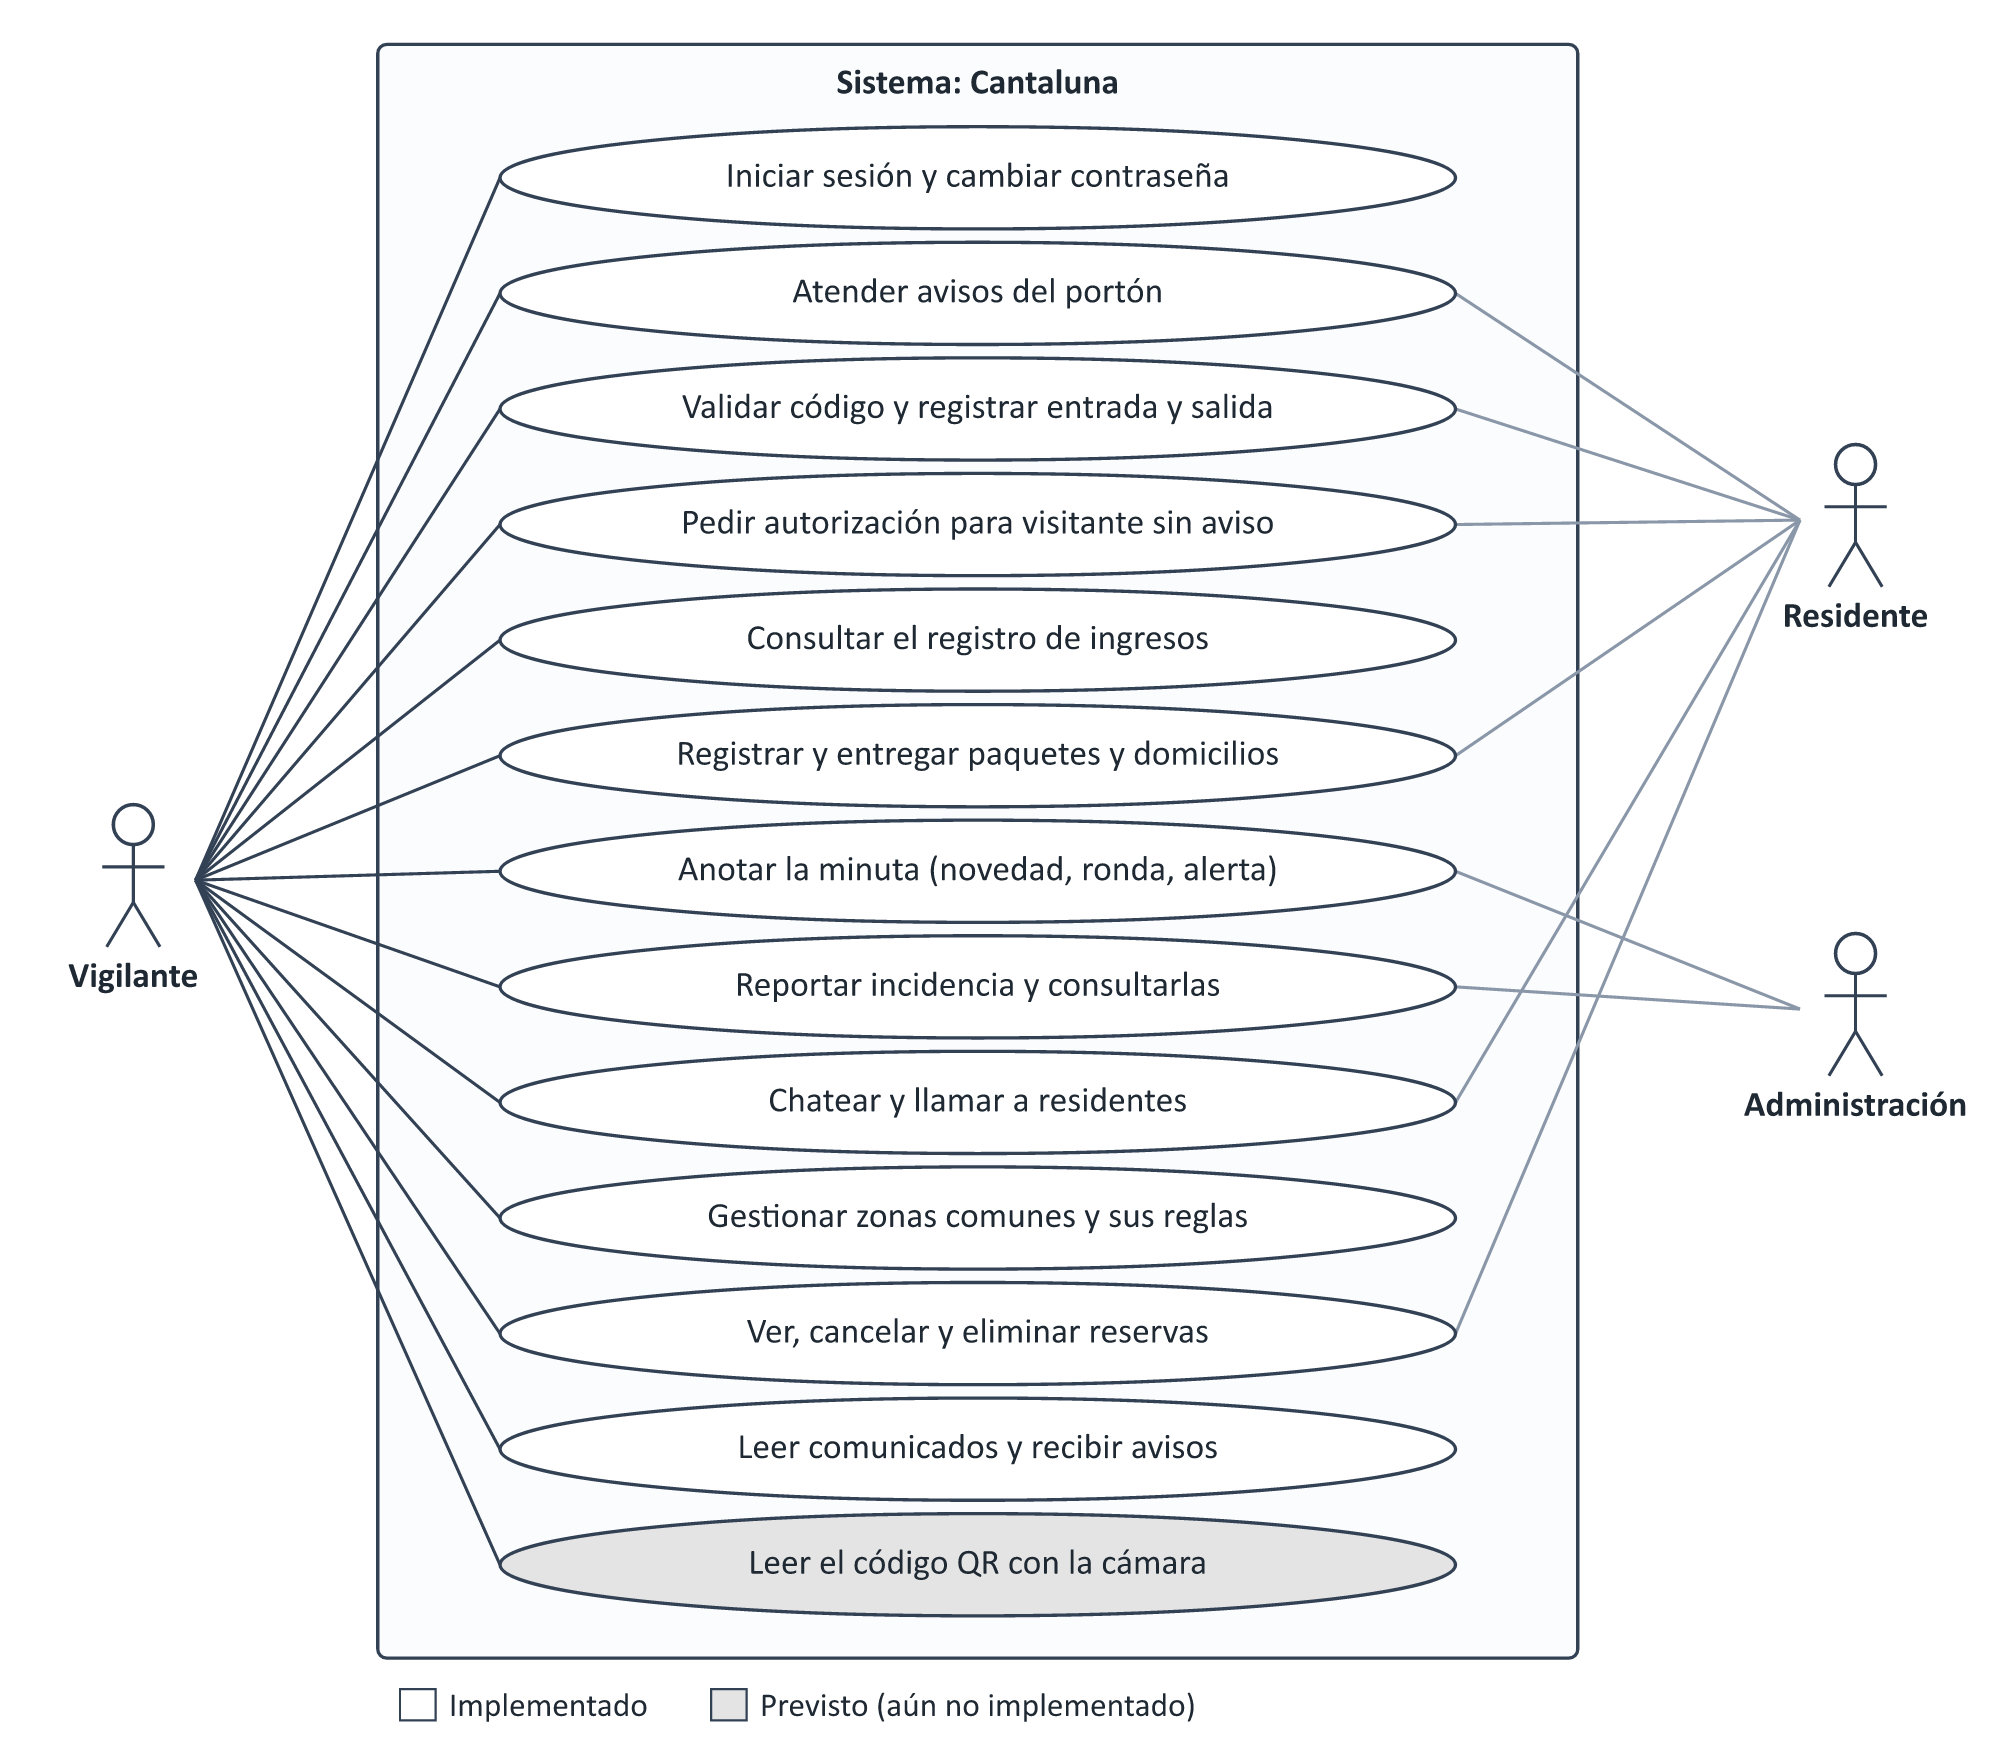 Sistema: Cantaluna
Iniciar sesión y cambiar contraseña
Atender avisos del portón
Validar código y registrar entrada y salida
Pedir autorización para visitante sin aviso
Consultar el registro de ingresos
Registrar y entregar paquetes y domicilios
Anotar la minuta (novedad, ronda, alerta)
Reportar incidencia y consultarlas
Chatear y llamar a residentes
Gestionar zonas comunes y sus reglas
Ver, cancelar y eliminar reservas
Leer comunicados y recibir avisos
Leer el código QR con la cámara
Vigilante
Residente
Administración
Implementado
Previsto (aún no implementado)